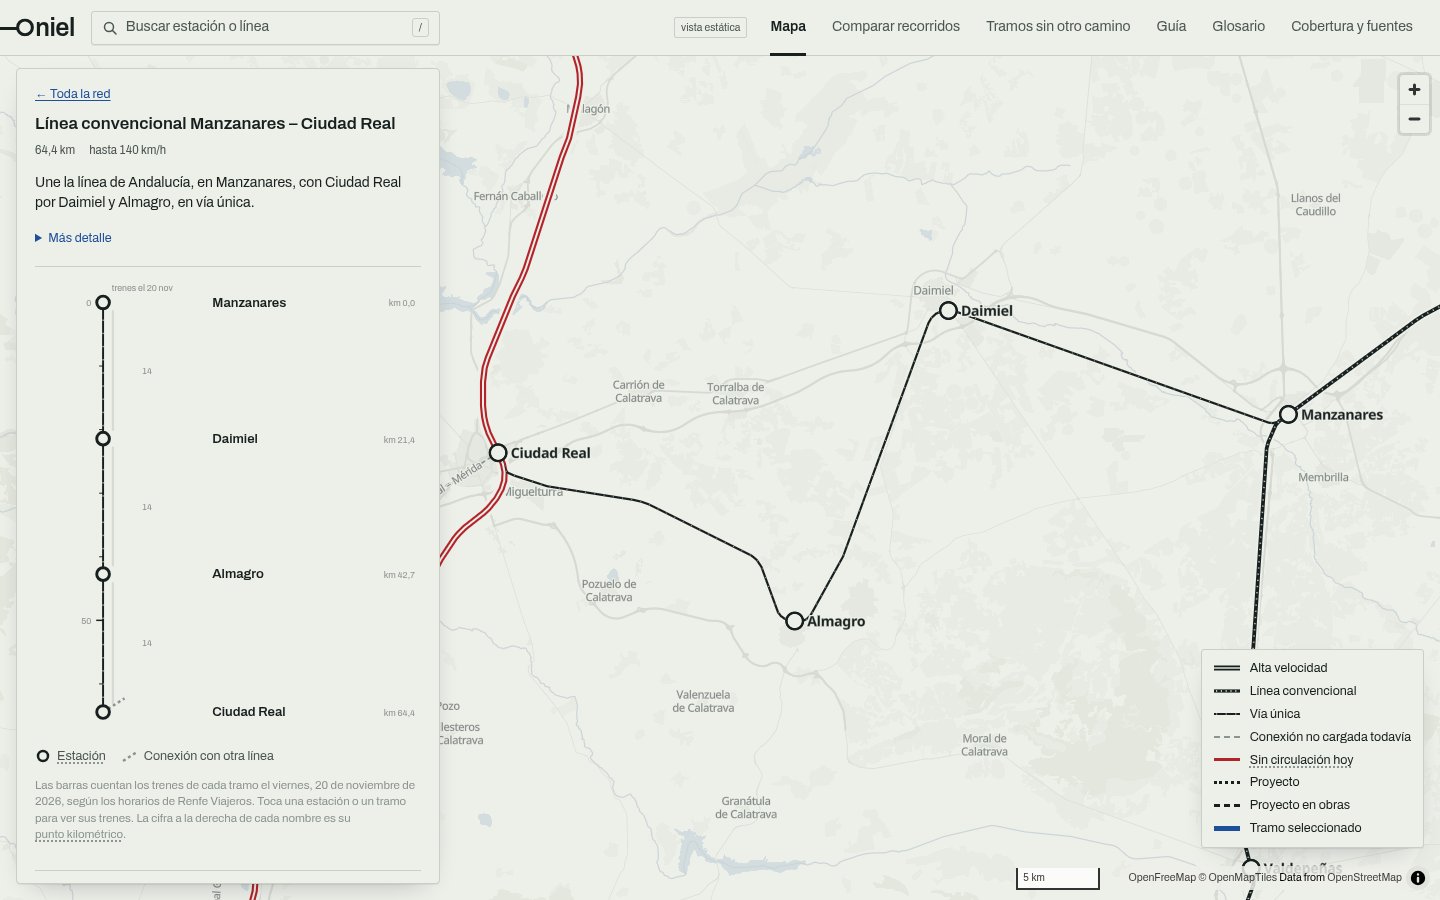 Oniel
Buscar estación o línea
/
vista estática
Mapa
Comparar recorridos
Tramos sin otro camino
Guía
Glosario
Cobertura y fuentes
← Toda la red
Línea convencional Manzanares – Ciudad Real
64,4 km hasta 140 km/h
Une la línea de Andalucía, en Manzanares, con Ciudad Real
por Daimiel y Almagro, en vía única.
Más detalle
trenes el 20 nov
0 Manzanares km 0,0
14
Daimiel km 21,4
14
Almagro km 42,7
50
14
Ciudad Real km 64,4
Estación
Conexión con otra línea
Las barras cuentan los trenes de cada tramo el viernes, 20 de noviembre de
2026, según los horarios de Renfe Viajeros. Toca una estación o un tramo
para ver sus trenes. La cifra a la derecha de cada nombre es su
punto kilométrico.
lagón
Fernán Caball
Llanos del
Caudillo
Daimiel
Daimiel
Carrión de
Calatrava
Torralba de
Calatrava
Manzanares
Ciudad Real
Mérida
Miguelturra
Membrilla
Pozuelo de
Calatrava
Almagro
Valenzuela
de Calatrava
Pozo
lesteros
Calatrava
Moral de
Calatrava
Granátula
de Calatrava
Valdepeñas
+
−
Alta velocidad
Línea convencional
Vía única
Conexión no cargada todavía
Sin circulación hoy
Proyecto
Proyecto en obras
Tramo seleccionado
5 km
OpenFreeMap © OpenMapTiles Data from OpenStreetMap